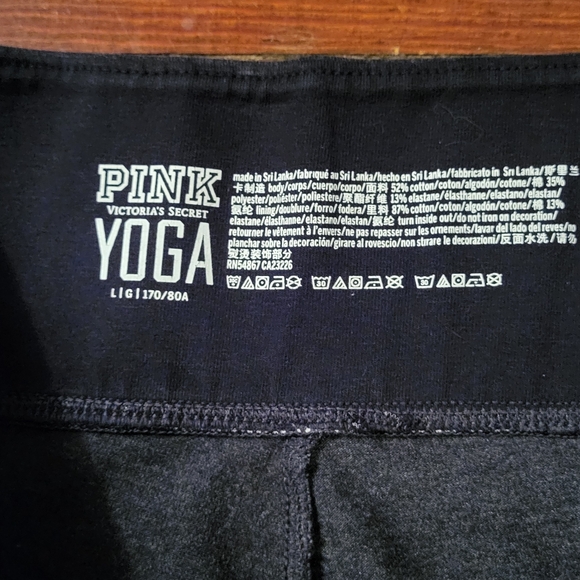 PINK
VICTORIA'S SECRET
YOGA
L|G|170/80A
made in Sri Lanka/fabriqué au Sri Lanka/hecho en Sri Lanka/fabbricato in Sri Lanka/斯里兰
卡制造 body/corps/cuerpo/corpo/面料 52% cotton/coton/algodón/cotone/棉 35%
polyester/poliéster/poliestere/聚酯纤维 13% elastane/élasthanne/elastano/elastan/
氨纶 lining/doublure/forro/fodera/里料 87% cotton/coton/algodón/cotone/棉 13%
elastane/élasthanne/elastano/elastan/氨纶 turn inside out/do not iron on decoration/
retourner le vêtement à l'envers/ne pas repasser sur les ornements/lavar del lado del reves/no
planchar sobre la decoración/girare al rovescio/non stirare le decorazioni/反面水洗/请勿
熨烫装饰部分
RN54867 CA23226
30
30